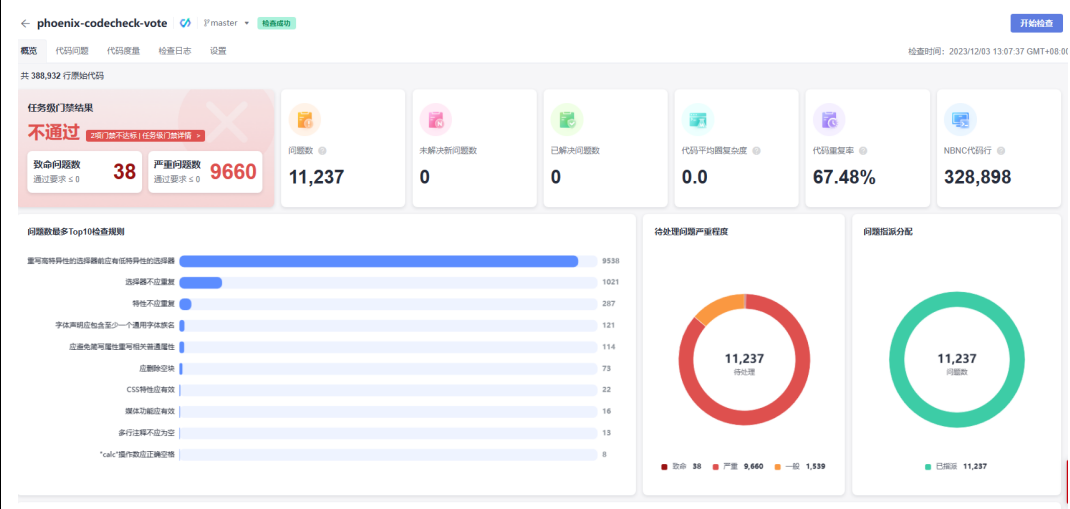 phoenix-codecheck-vote master 检查成功 开始检查
概览 代码问题 代码度量 检查日志 设置 检查时间：2023/12/03 13:07:37 GMT+08:00
共 388,932 行原始代码
任务级门禁结果
不通过 2项门禁不达标 | 任务级门禁详情 >
致命问题数 38
通过要求 ≤ 0
严重问题数 9660
通过要求 ≤ 0
问题数
11,237
未解决新问题数
0
已解决问题数
0
代码平均圈复杂度
0.0
代码重复率
67.48%
NBNC代码行
328,898
问题数最多Top10检查规则
重写高特异性的选择器前应有低特异性的选择器 9538
选择器不应重复 1021
特性不应重复 287
字体声明应包含至少一个通用字体族名 121
应避免简写属性重写相关普通属性 114
应删除空块 73
CSS特性应有效 22
媒体功能应有效 16
多行注释不应为空 13
"calc"操作数应正确空格 8
待处理问题严重程度
11,237
待处理
致命 38 严重 9,660 一般 1,539
问题指派分配
11,237
问题数
已指派 11,237